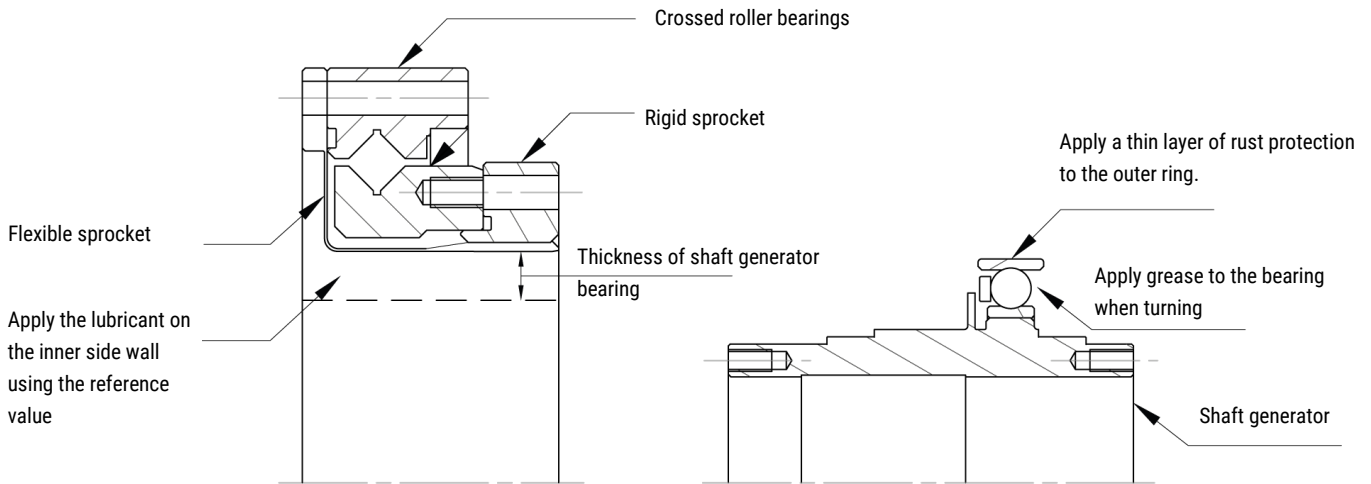 Crossed roller bearings
Rigid sprocket
Apply a thin layer of rust protection
to the outer ring.
Flexible sprocket
Thickness of shaft generator
bearing
Apply grease to the bearing
when turning
Apply the lubricant on
the inner side wall
using the reference
value
Shaft generator